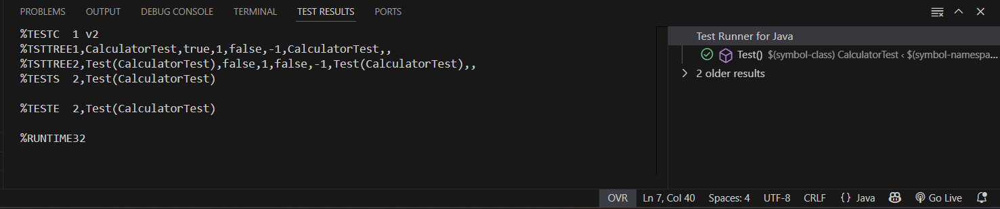 PROBLEMS OUTPUT DEBUG CONSOLE TERMINAL TEST RESULTS PORTS
%TESTC  1 v2
%TSTTREE1,CalculatorTest,true,1,false,-1,CalculatorTest,,
%TSTTREE2,Test(CalculatorTest),false,1,false,-1,Test(CalculatorTest),,
%TESTS  2,Test(CalculatorTest)
%TESTE  2,Test(CalculatorTest)
%RUNTIME32
Test Runner for Java
Test() $(symbol-class) CalculatorTest ‹ $(symbol-namespa...
2 older results
OVR Ln 7, Col 40 Spaces: 4 UTF-8 CRLF {} Java Go Live